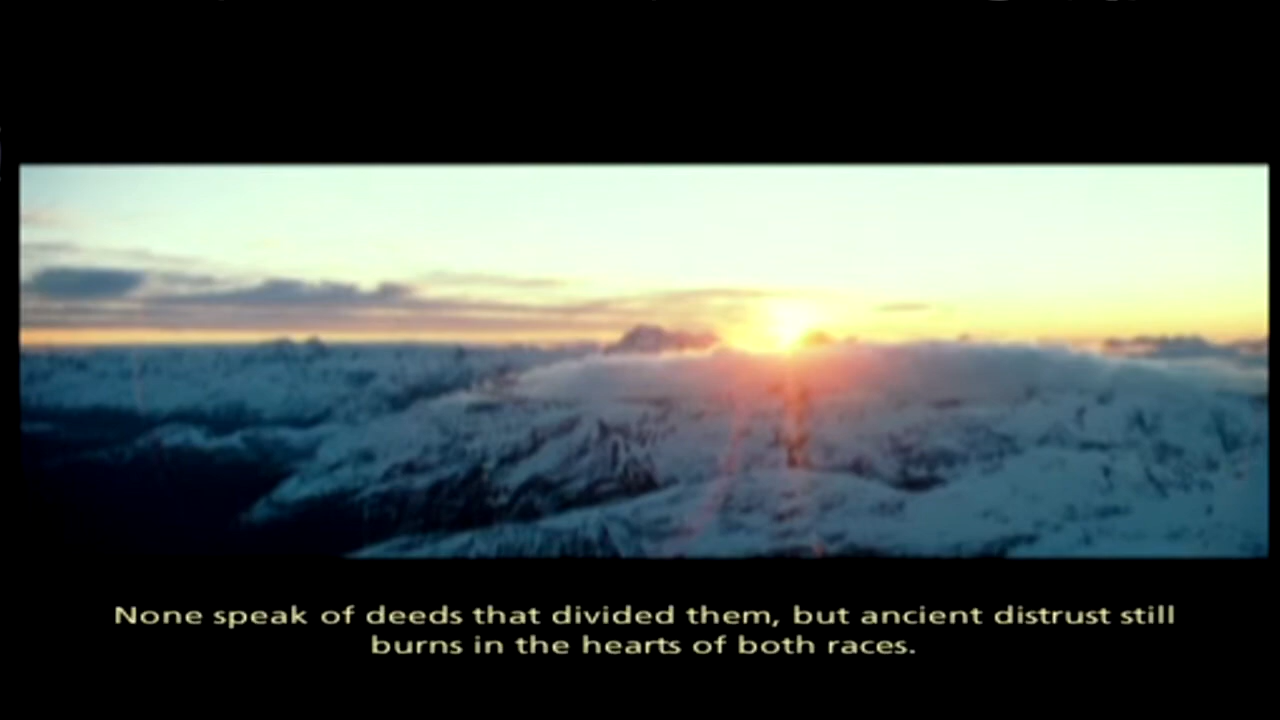 None speak of deeds that divided them, but ancient distrust still
burns in the hearts of both races.